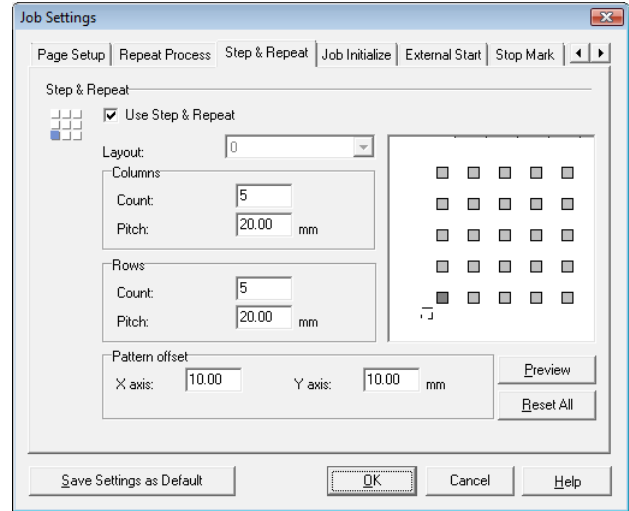 Job Settings
Page Setup Repeat Process Step & Repeat Job Initialize External Start Stop Mark
Step & Repeat
Use Step & Repeat
Layout: 0
Columns
Count: 5
Pitch: 20.00 mm
Rows
Count: 5
Pitch: 20.00 mm
Pattern offset
X axis: 10.00 Y axis: 10.00 mm
Preview
Reset All
Save Settings as Default OK Cancel Help